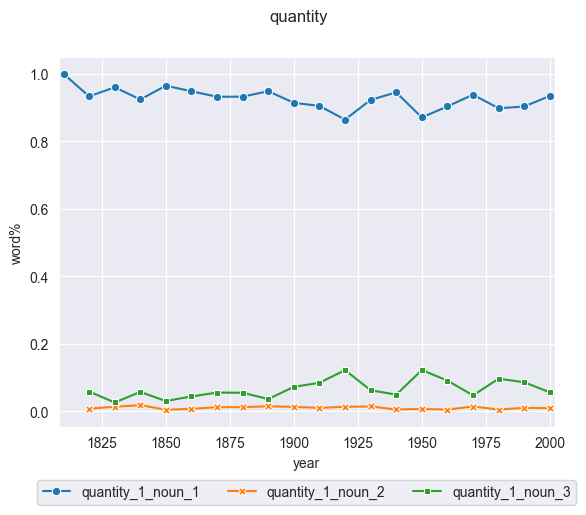 quantity
1.0
0.8
0.6
0.4
0.2
0.0
word%
1825 1850 1875 1900 1925 1950 1975 2000
year
quantity_1_noun_1 quantity_1_noun_2 quantity_1_noun_3